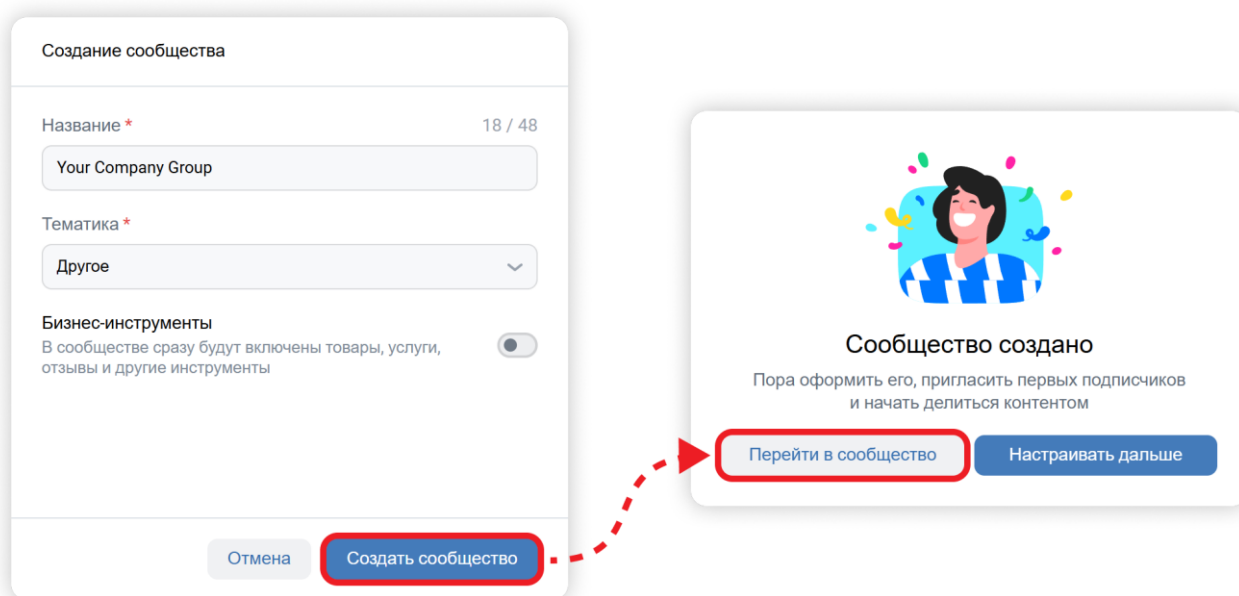 Создание сообщества
Название * 18 / 48
Your Company Group
Тематика *
Другое
Бизнес-инструменты
В сообществе сразу будут включены товары, услуги,
отзывы и другие инструменты
Отмена Создать сообщество
Сообщество создано
Пора оформить его, пригласить первых подписчиков
и начать делиться контентом
Перейти в сообщество Настраивать дальше